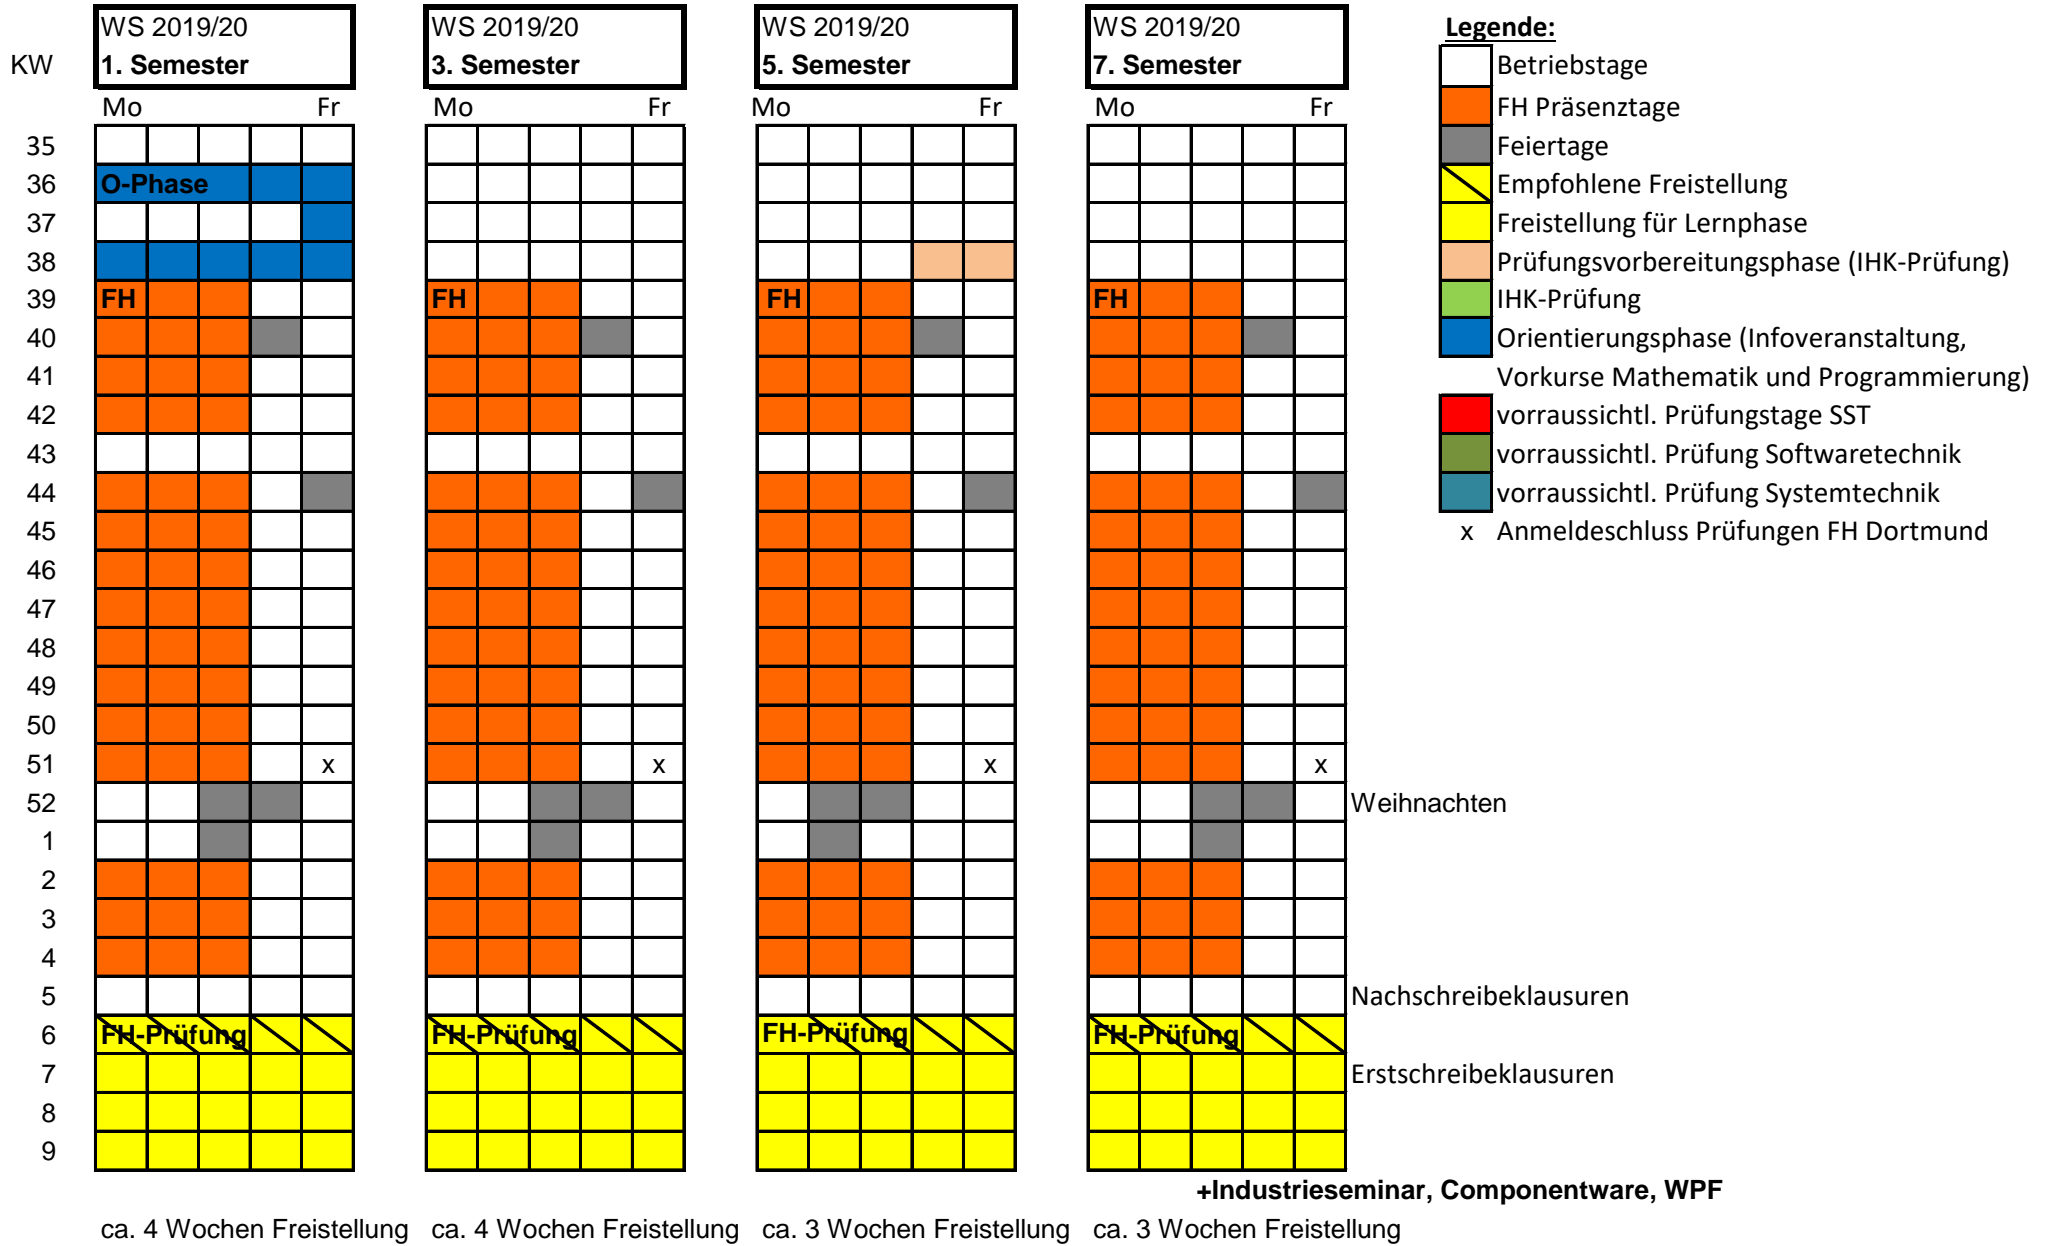 WS 2019/20 WS 2019/20 WS 2019/20 WS 2019/20 Legende:
KW 1. Semester 3. Semester 5. Semester 7. Semester Betriebstage
Mo Fr Mo Fr Mo Fr Mo Fr FH Präsenztage
35 Feiertage
36 O-Phase Empfohlene Freistellung
37 Freistellung für Lernphase
38 Prüfungsvorbereitungsphase (IHK-Prüfung)
39 FH FH FH FH IHK-Prüfung
40 Orientierungsphase (Infoveranstaltung,
41 Vorkurse Mathematik und Programmierung)
42 vorraussichtl. Prüfungstage SST
43 vorraussichtl. Prüfung Softwaretechnik
44 vorraussichtl. Prüfung Systemtechnik
45 x Anmeldeschluss Prüfungen FH Dortmund
46
47
48
49
50
51 x x x x
52 Weihnachten
1
2
3
4
5 Nachschreibeklausuren
6 FH-Prüfung FH-Prüfung FH-Prüfung FH-Prüfung
7 Erstschreibeklausuren
8
9
+Industrieseminar, Componentware, WPF
ca. 4 Wochen Freistellung ca. 4 Wochen Freistellung ca. 3 Wochen Freistellung ca. 3 Wochen Freistellung